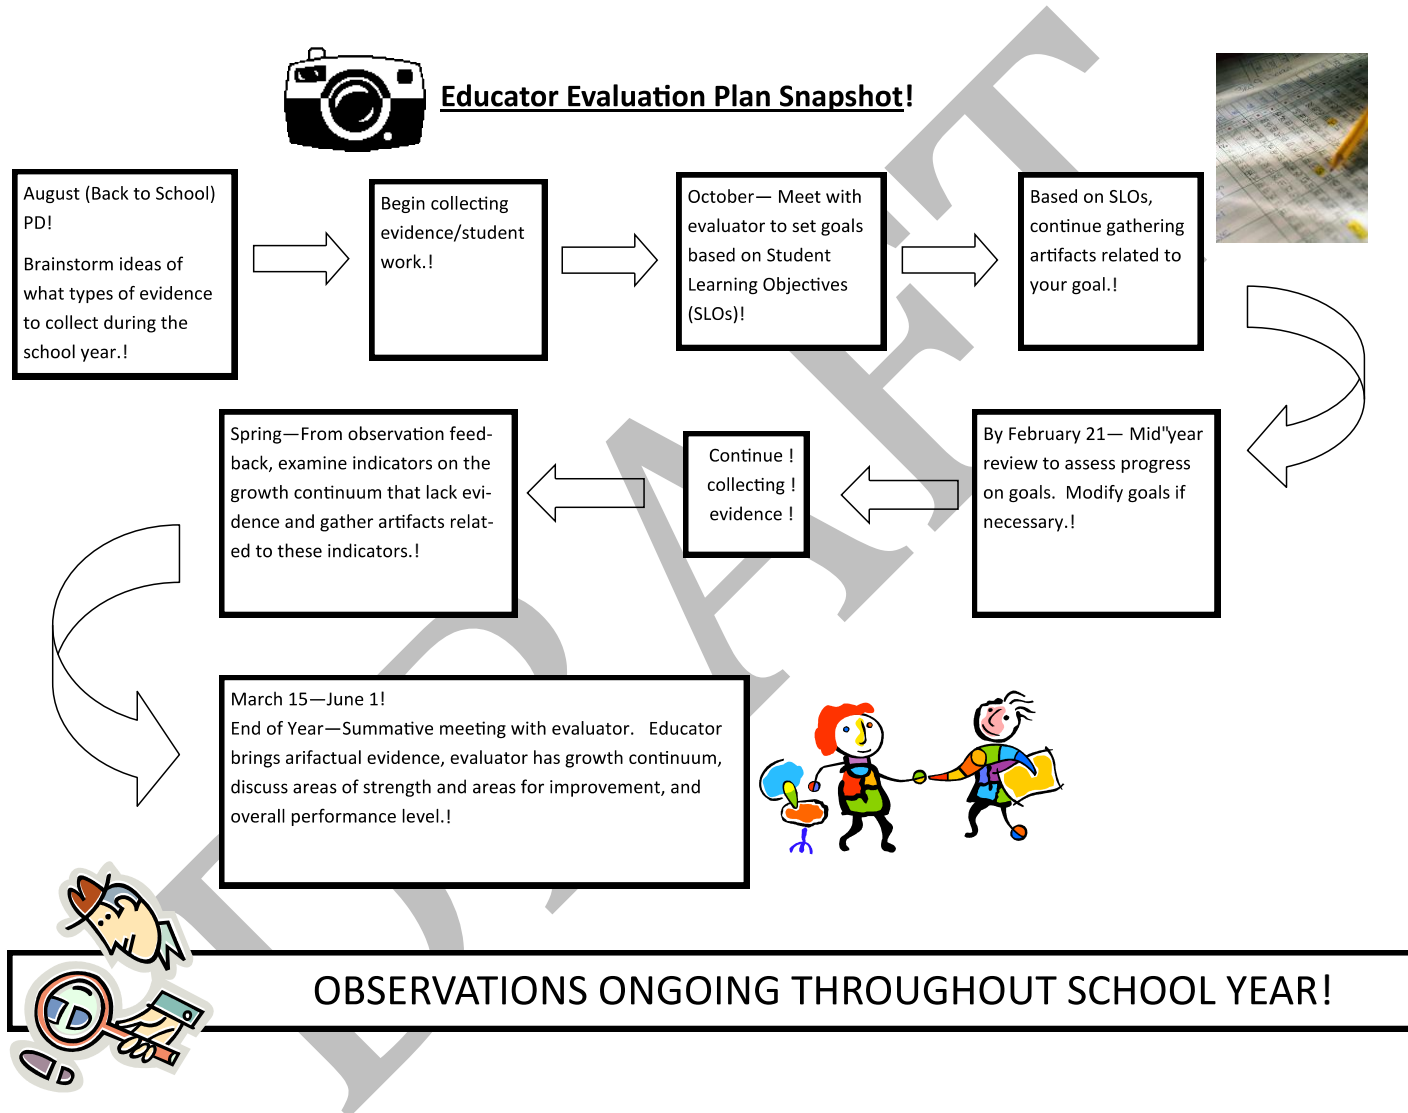 Educator Evaluation Plan Snapshot!
August (Back to School)
PD!
Brainstorm ideas of
what types of evidence
to collect during the
school year.!
Begin collecting
evidence/student
work.!
October— Meet with
evaluator to set goals
based on Student
Learning Objectives
(SLOs)!
Based on SLOs,
continue gathering
artifacts related to
your goal.!
By February 21— Mid"year
review to assess progress
on goals.  Modify goals if
necessary.!
Continue !
collecting !
evidence !
Spring—From observation feed-
back, examine indicators on the
growth continuum that lack evi-
dence and gather artifacts relat-
ed to these indicators.!
March 15—June 1!
End of Year—Summative meeting with evaluator.   Educator
brings arifactual evidence, evaluator has growth continuum,
discuss areas of strength and areas for improvement, and
overall performance level.!
OBSERVATIONS ONGOING THROUGHOUT SCHOOL YEAR!
DRAFT